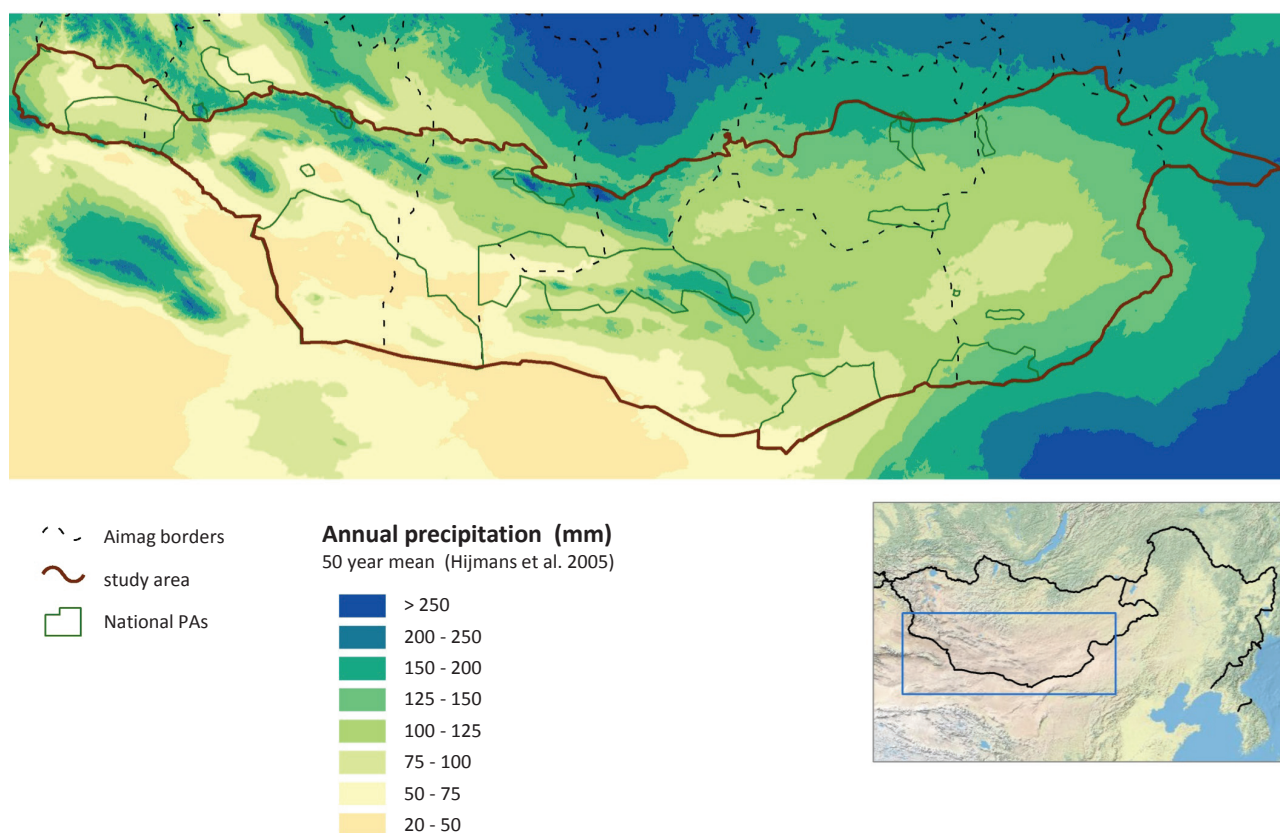 Aimag borders
study area
National PAs
Annual precipitation (mm)
50 year mean (Hijmans et al. 2005)
> 250
200 - 250
150 - 200
125 - 150
100 - 125
75 - 100
50 - 75
20 - 50